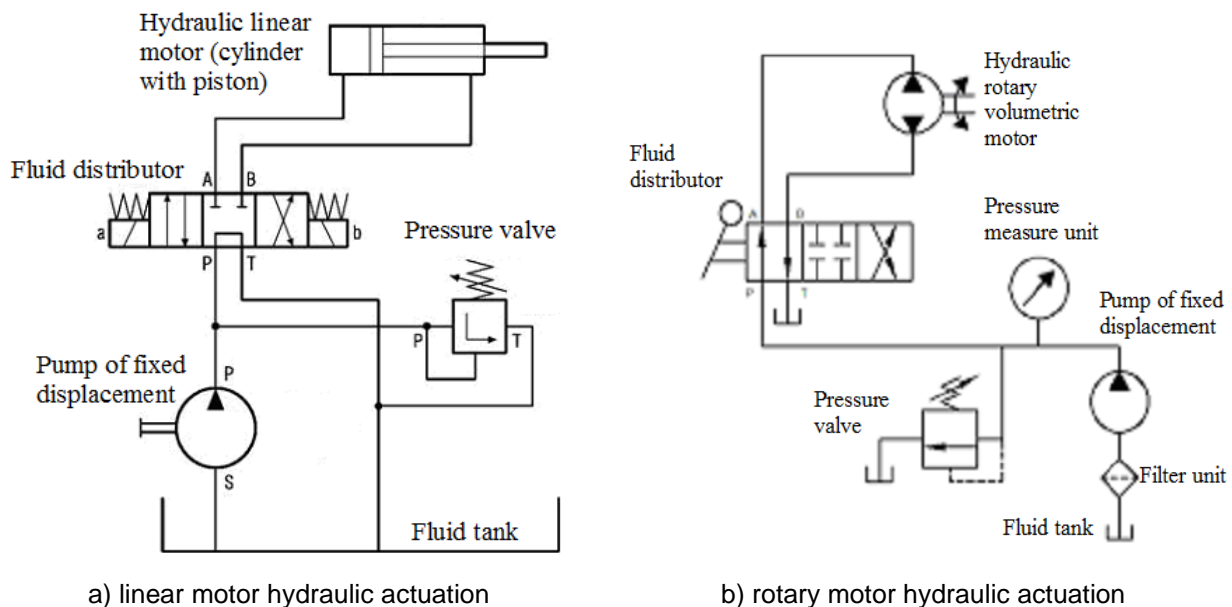 Hydraulic linear
motor (cylinder
with piston)
Fluid distributor
A B
a
b
P T
Pressure valve
P
T
Pump of fixed
displacement
P
S
Fluid tank
a) linear motor hydraulic actuation
Hydraulic
rotary
volumetric
motor
Fluid
distributor
A B
P T
Pressure
measure unit
Pump of fixed
displacement
Pressure
valve
Filter unit
Fluid tank
b) rotary motor hydraulic actuation